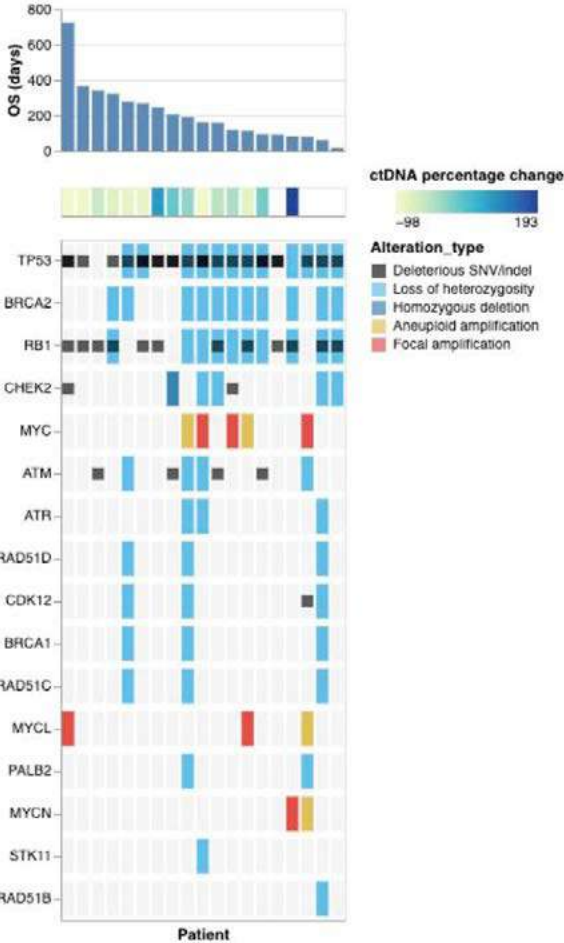 800
600
400
200
0
OS (days)
ctDNA percentage change
-98 193
Alteration_type
Deleterious SNV/indel
Loss of heterozygosity
Homozygous deletion
Aneuploid amplification
Focal amplification
TP53
BRCA2
RB1
CHEK2
MYC
ATM
ATR
RAD51D
CDK12
BRCA1
RAD51C
MYCL
PALB2
MYCN
STK11
RAD51B
Patient